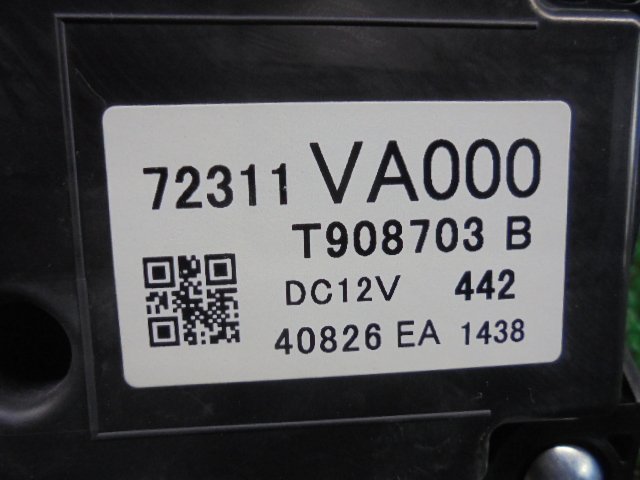 72311 VA000
T908703 B
DC12V 442
40826 EA 1438